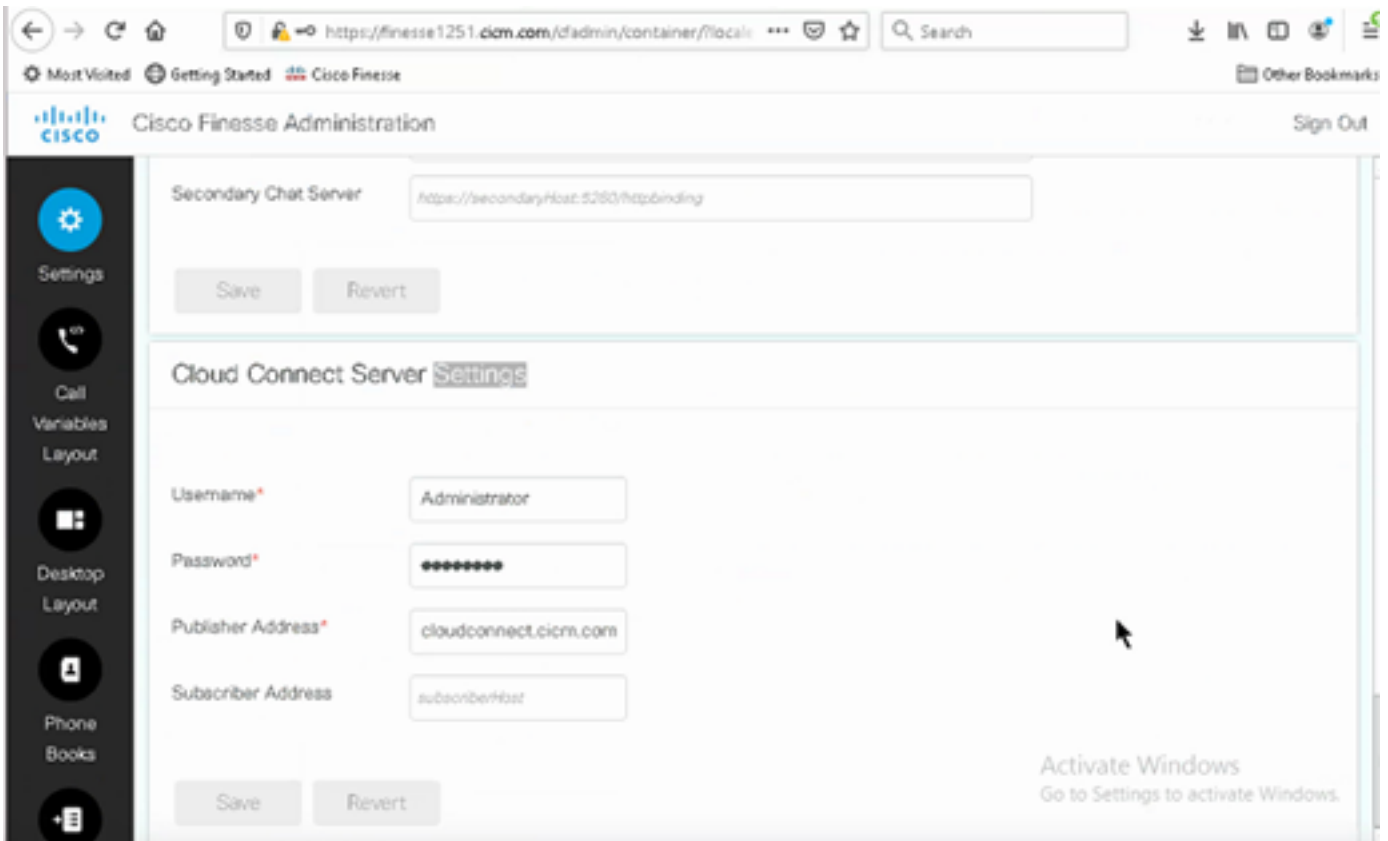 https://finesse1251.cicm.com/cfadmin/container/?locale
Search
Most Visited Getting Started Cisco Finesse Other Bookmarks
cisco Cisco Finesse Administration Sign Out
Secondary Chat Server https://secondaryHost:5280/httpbinding
Settings
Save Revert
Call
Variables
Layout
Cloud Connect Server Settings
Username* Administrator
Password*
Desktop
Layout
Publisher Address* cloudconnect.cicm.com
Subscriber Address subscriberHost
Phone
Books
Save Revert
Activate Windows
Go to Settings to activate Windows.